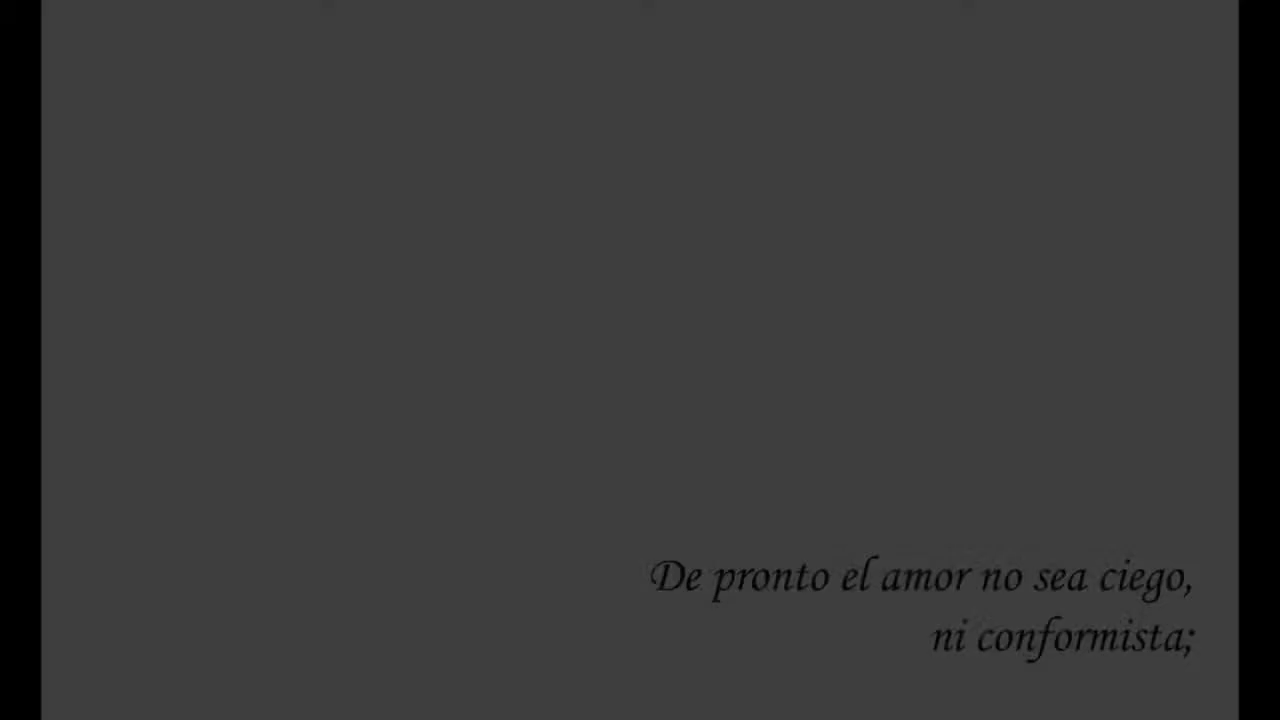 De pronto el amor no sea ciego,
ni conformista;